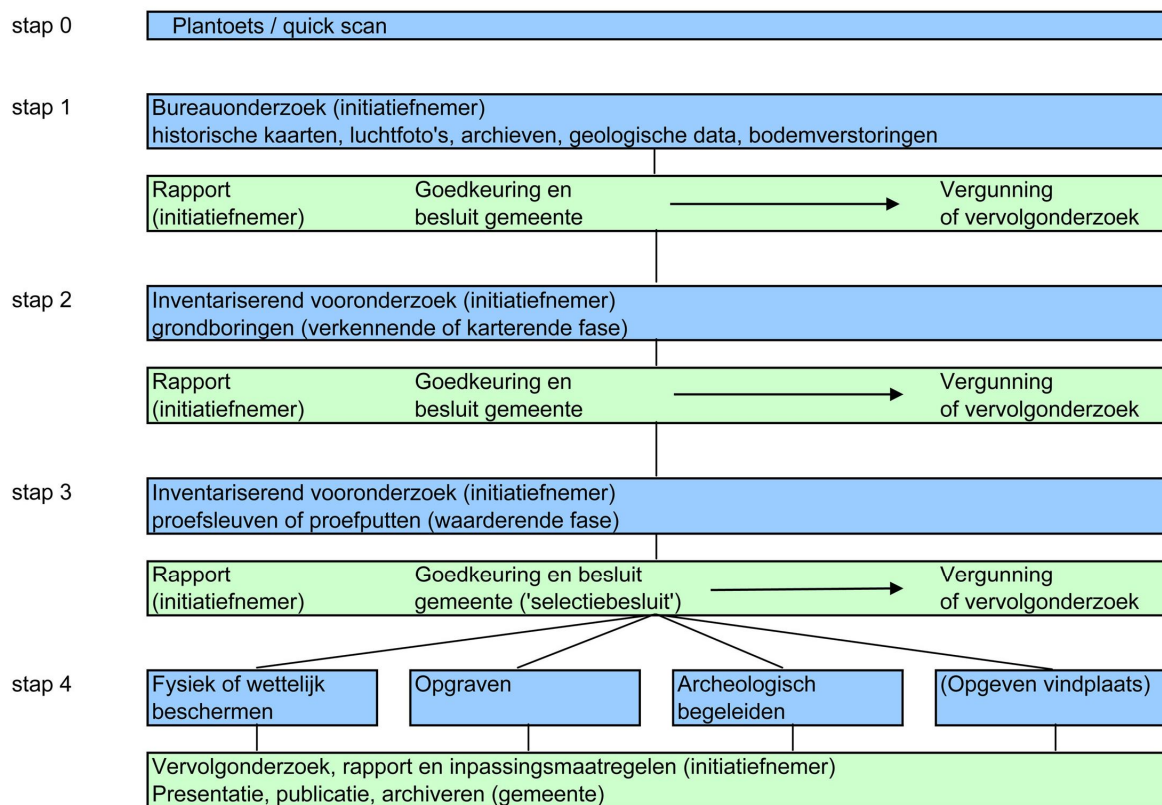 stap 0
Plantoets / quick scan
stap 1
Bureauonderzoek (initiatiefnemer)
historische kaarten, luchtfoto's, archieven, geologische data, bodemverstoringen
Rapport
(initiatiefnemer)
Goedkeuring en
besluit gemeente
Vergunning
of vervolgonderzoek
stap 2
Inventariserend vooronderzoek (initiatiefnemer)
grondboringen (verkennende of karterende fase)
Rapport
(initiatiefnemer)
Goedkeuring en
besluit gemeente
Vergunning
of vervolgonderzoek
stap 3
Inventariserend vooronderzoek (initiatiefnemer)
proefsleuven of proefputten (waarderende fase)
Rapport
(initiatiefnemer)
Goedkeuring en besluit
gemeente ('selectiebesluit')
Vergunning
of vervolgonderzoek
stap 4
Fysiek of wettelijk
beschermen
Opgraven
Archeologisch
begeleiden
(Opgeven vindplaats)
Vervolgonderzoek, rapport en inpassingsmaatregelen (initiatiefnemer)
Presentatie, publicatie, archiveren (gemeente)